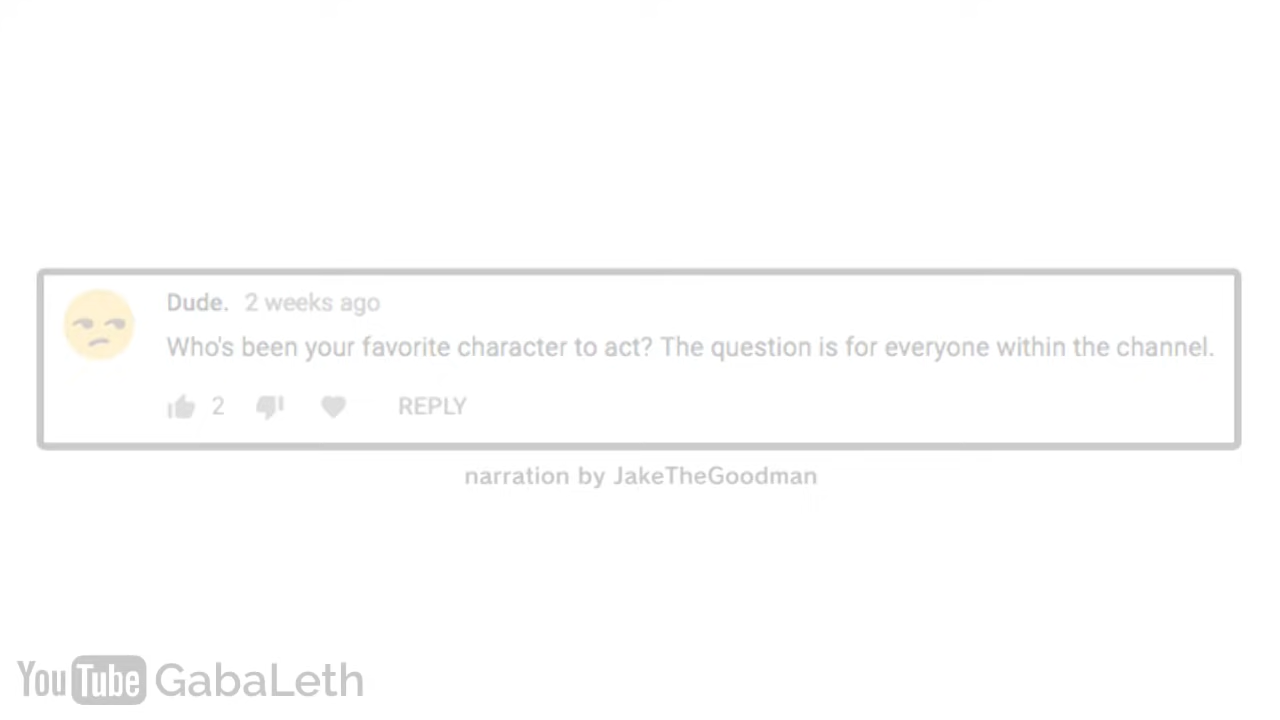 Dude. 2 weeks ago
Who's been your favorite character to act? The question is for everyone within the channel.
2 REPLY
narration by JakeTheGoodman
YouTube GabaLeth